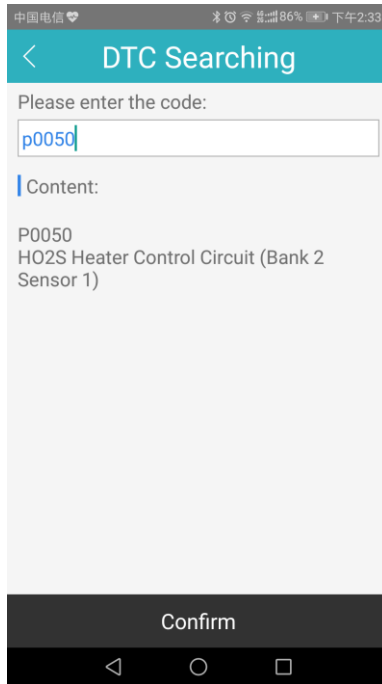 中国电信 86% 下午2:33
DTC Searching
Please enter the code:
p0050
Content:
P0050
HO2S Heater Control Circuit (Bank 2
Sensor 1)
Confirm